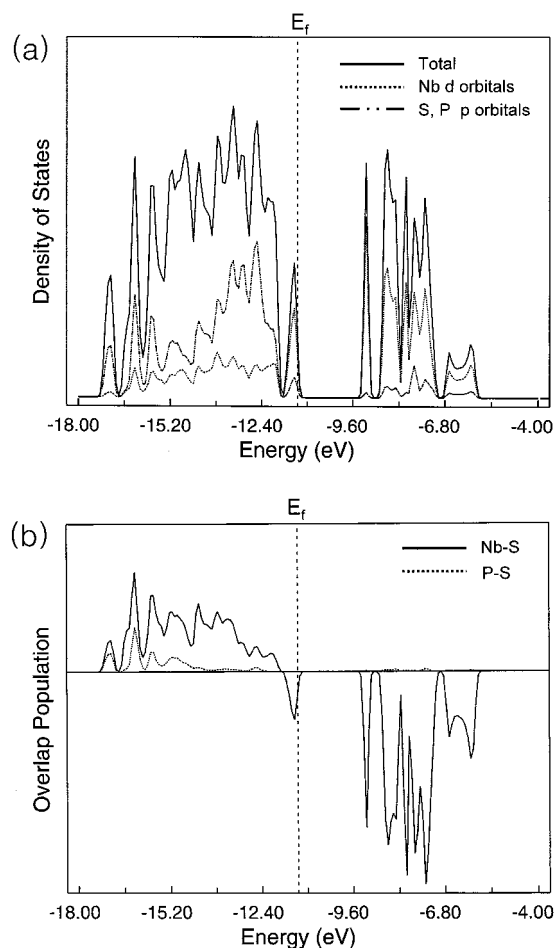 (a)
E_f
Total
Nb d orbitals
S, P p orbitals
Density of States
-18.00 -15.20 -12.40 -9.60 -6.80 -4.00
Energy (eV)
(b)
E_f
Nb-S
P-S
Overlap Population
-18.00 -15.20 -12.40 -9.60 -6.80 -4.00
Energy (eV)